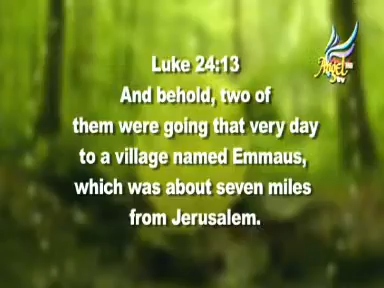 Luke 24:13
And behold, two of
them were going that very day
to a village named Emmaus,
which was about seven miles
from Jerusalem.
Angel